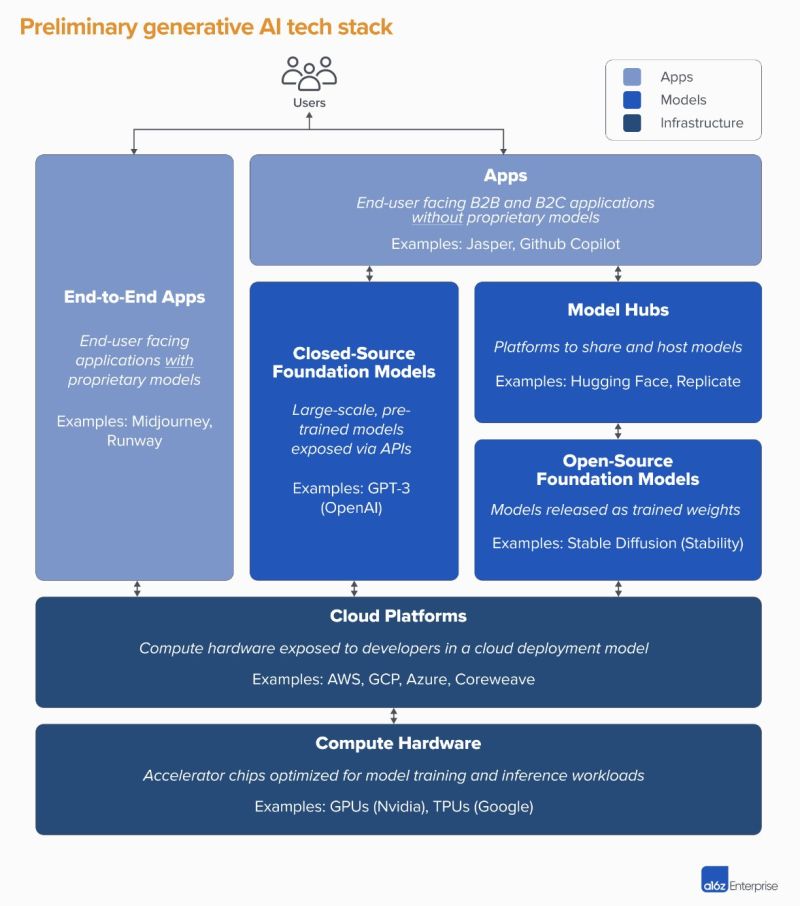 Preliminary generative AI tech stack
Users
Apps
Models
Infrastructure
Apps
End-user facing B2B and B2C applications
without proprietary models
Examples: Jasper, Github Copilot
End-to-End Apps
End-user facing
applications with
proprietary models
Examples: Midjourney,
Runway
Closed-Source
Foundation Models
Large-scale, pre-
trained models
exposed via APIs
Examples: GPT-3
(OpenAI)
Model Hubs
Platforms to share and host models
Examples: Hugging Face, Replicate
Open-Source
Foundation Models
Models released as trained weights
Examples: Stable Diffusion (Stability)
Cloud Platforms
Compute hardware exposed to developers in a cloud deployment model
Examples: AWS, GCP, Azure, Coreweave
Compute Hardware
Accelerator chips optimized for model training and inference workloads
Examples: GPUs (Nvidia), TPUs (Google)
a16z Enterprise